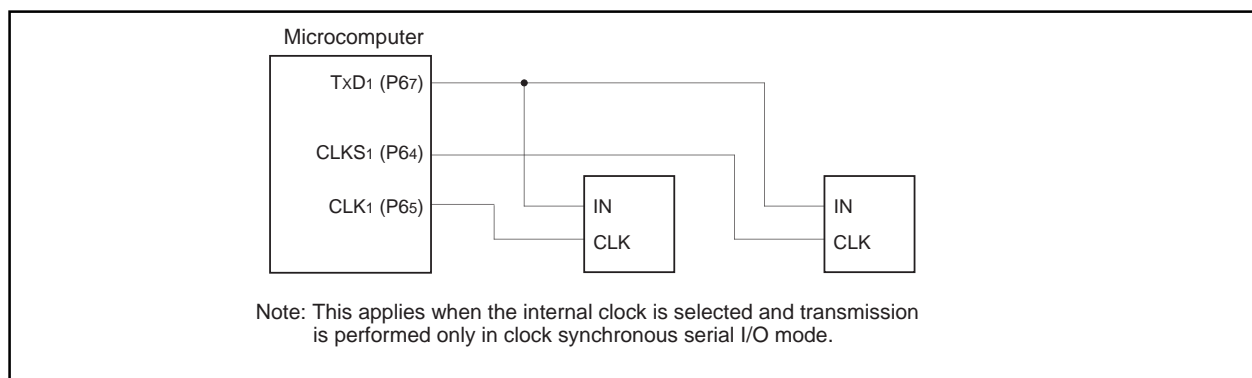 Microcomputer
TXD1 (P67)
CLKS1 (P64)
CLK1 (P65)
IN
CLK
IN
CLK
Note: This applies when the internal clock is selected and transmission
is performed only in clock synchronous serial I/O mode.